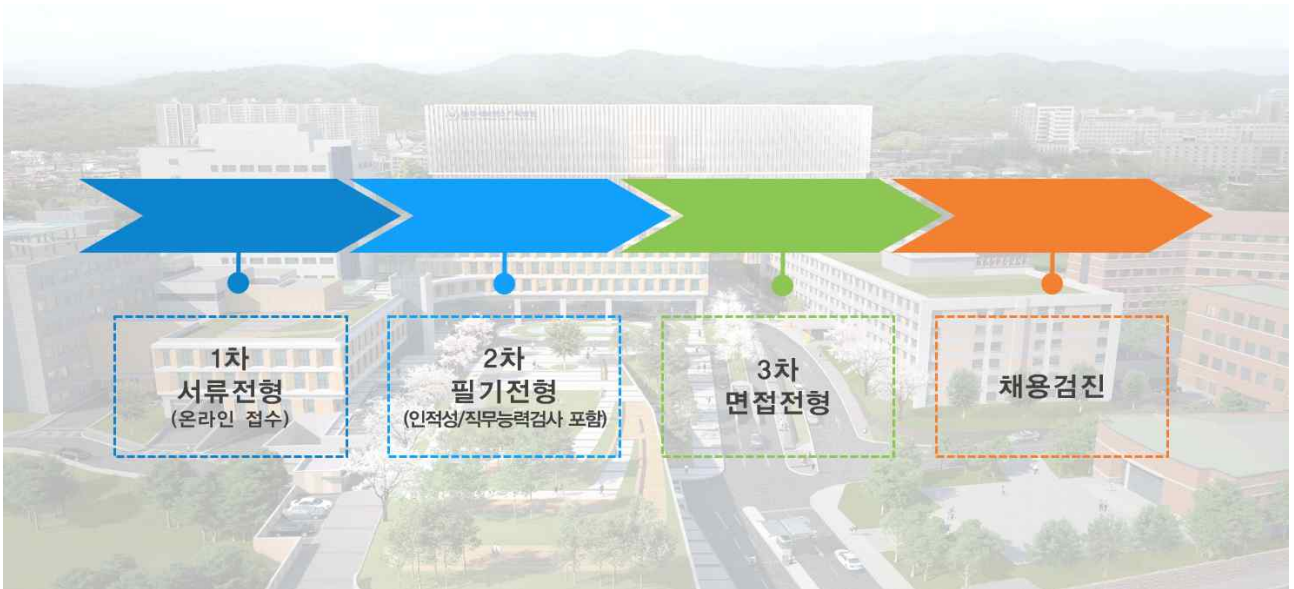 1차
서류전형
(온라인 접수)
2차
필기전형
(인적성/직무능력검사 포함)
3차
면접전형
채용검진